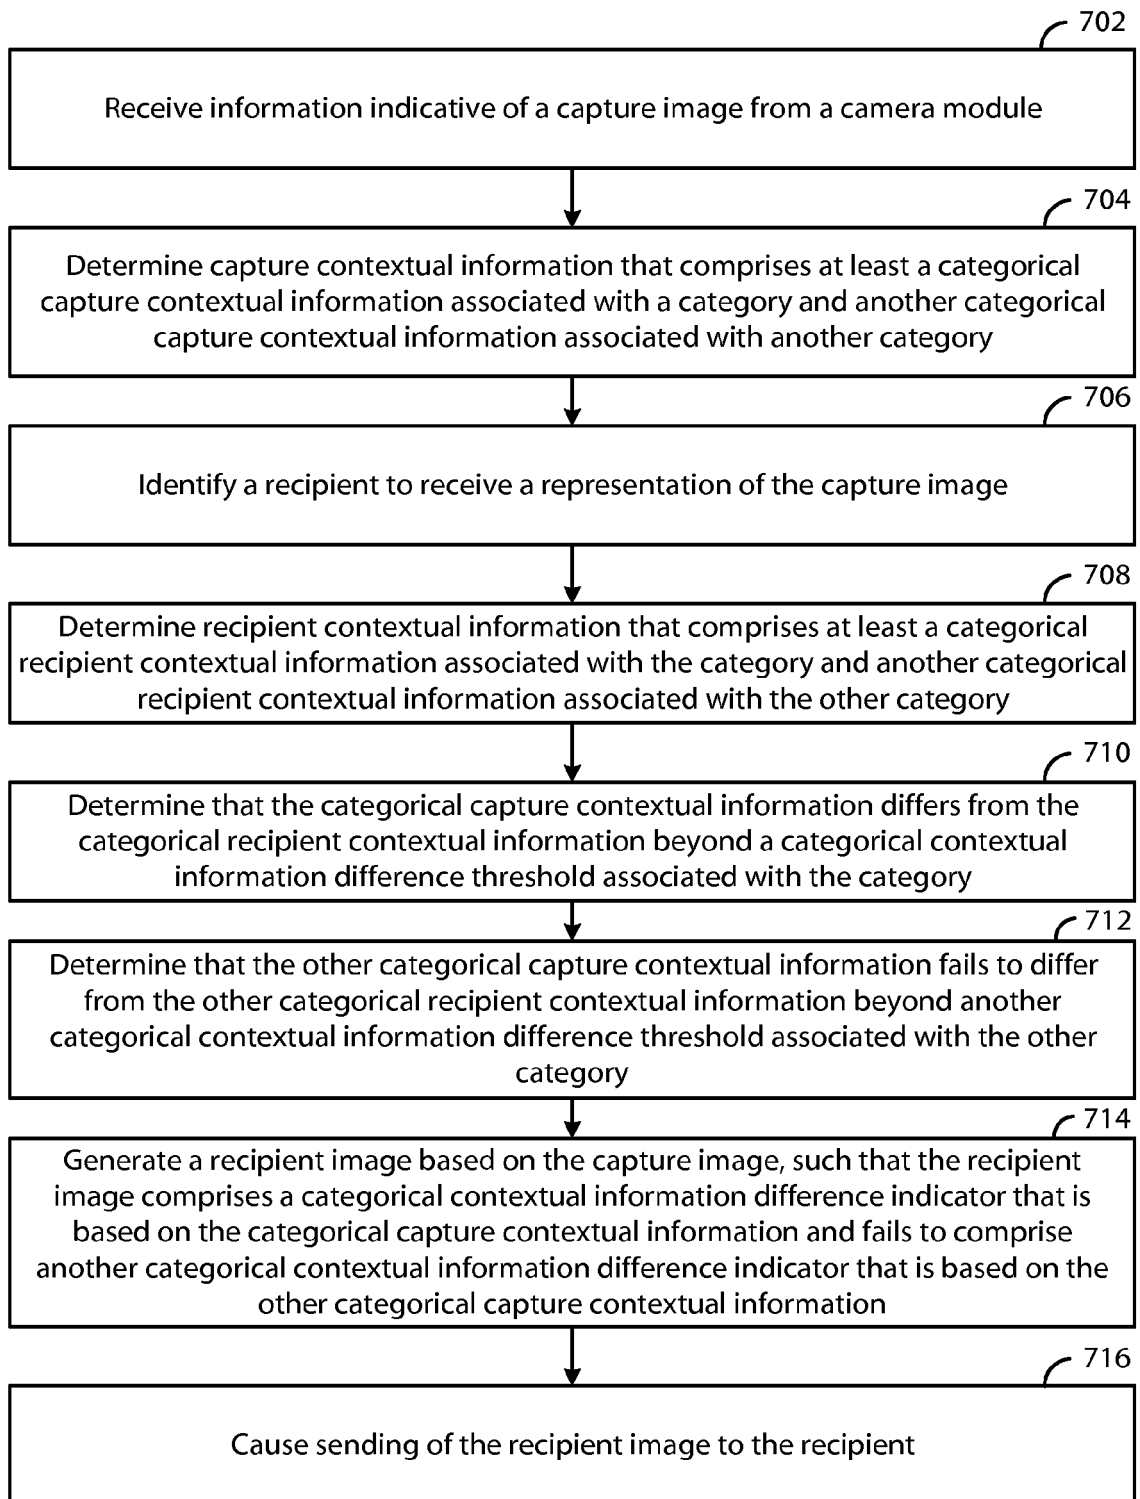 702
Receive information indicative of a capture image from a camera module
704
Determine capture contextual information that comprises at least a categorical
capture contextual information associated with a category and another categorical
capture contextual information associated with another category
706
Identify a recipient to receive a representation of the capture image
708
Determine recipient contextual information that comprises at least a categorical
recipient contextual information associated with the category and another categorical
recipient contextual information associated with the other category
710
Determine that the categorical capture contextual information differs from the
categorical recipient contextual information beyond a categorical contextual
information difference threshold associated with the category
712
Determine that the other categorical capture contextual information fails to differ
from the other categorical recipient contextual information beyond another
categorical contextual information difference threshold associated with the other
category
714
Generate a recipient image based on the capture image, such that the recipient
image comprises a categorical contextual information difference indicator that is
based on the categorical capture contextual information and fails to comprise
another categorical contextual information difference indicator that is based on the
other categorical capture contextual information
716
Cause sending of the recipient image to the recipient